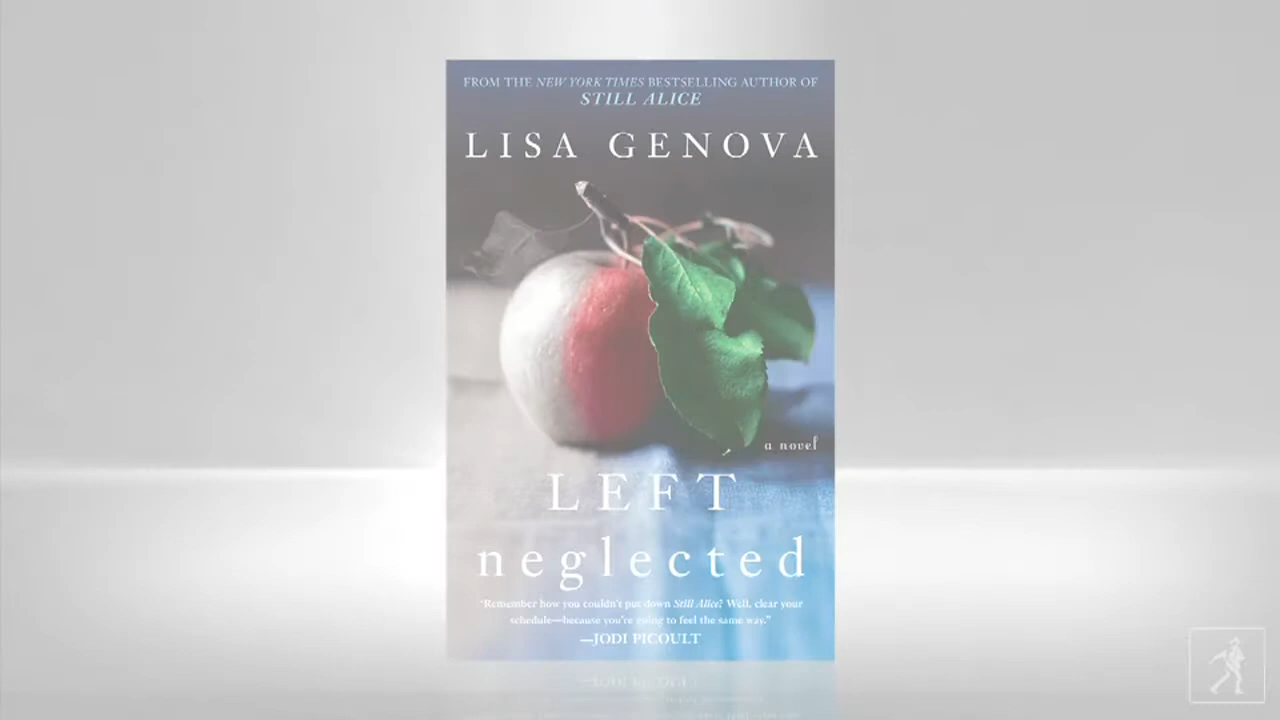 FROM THE NEW YORK TIMES BESTSELLING AUTHOR OF
STILL ALICE
LISA GENOVA
a novel
LEFT
neglected
"Remember how you couldn't put down Still Alice? Well, clear your
schedule—because you're going to feel the same way."
—JODI PICOULT